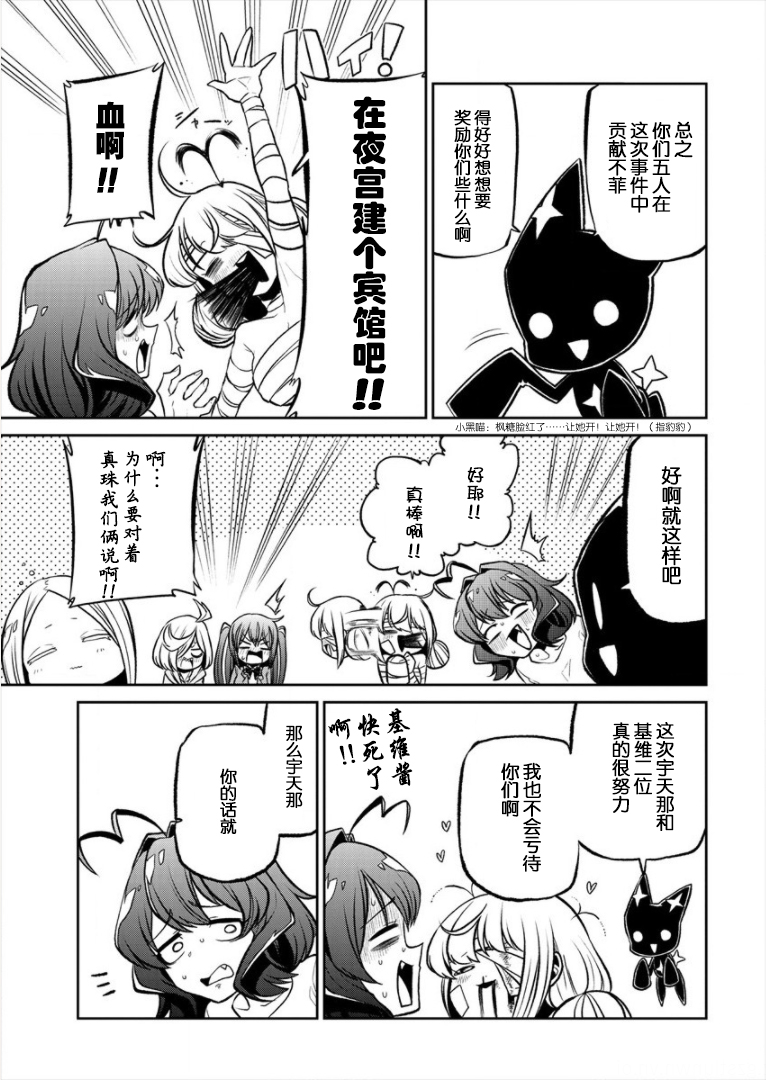 总之
你们五人在
这次事件中
贡献不菲
得好好想想要
奖励你们些什么啊
小黑喵：枫糖脸红了……让她开！让她开！（指豹豹）
ハイ！
在夜宫建个宾馆吧!!
血啊!!
好啊就这样吧
好耶!!
真棒啊!!
啊…
为什么要对着
真珠我们俩说啊!!
这次宇天那和
基维二位
真的很努力
我也不会亏待
你们啊
基维酱
快死了
啊!!
那么宇天那
你的话就